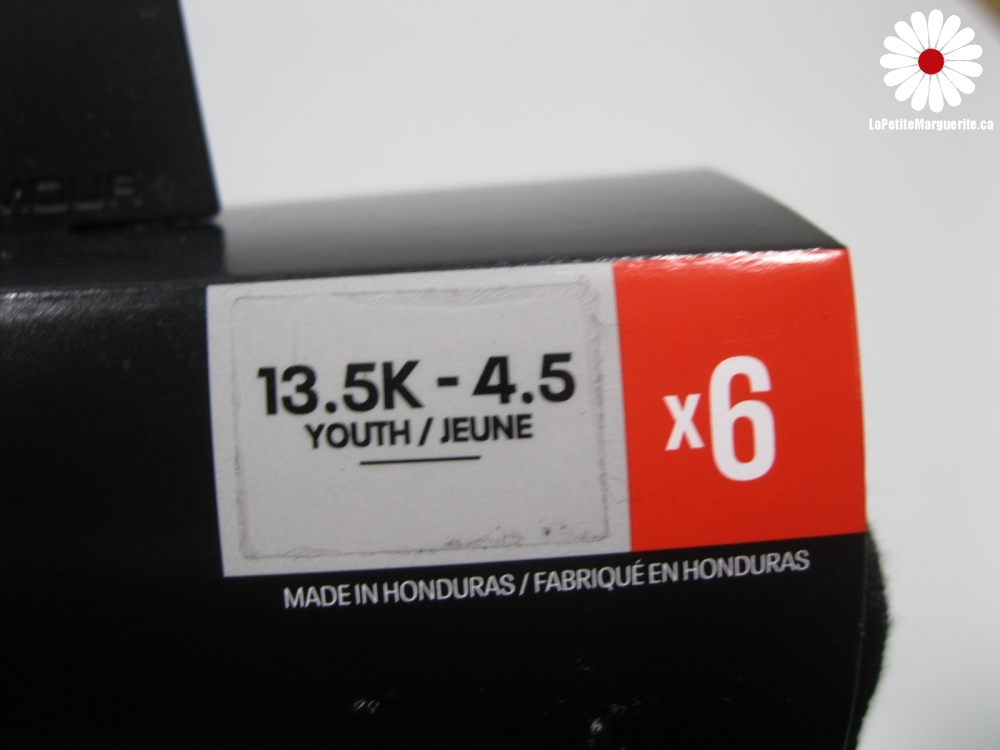 LaPetiteMarguerite.ca
13.5K - 4.5
YOUTH / JEUNE
x6
MADE IN HONDURAS / FABRIQUÉ EN HONDURAS